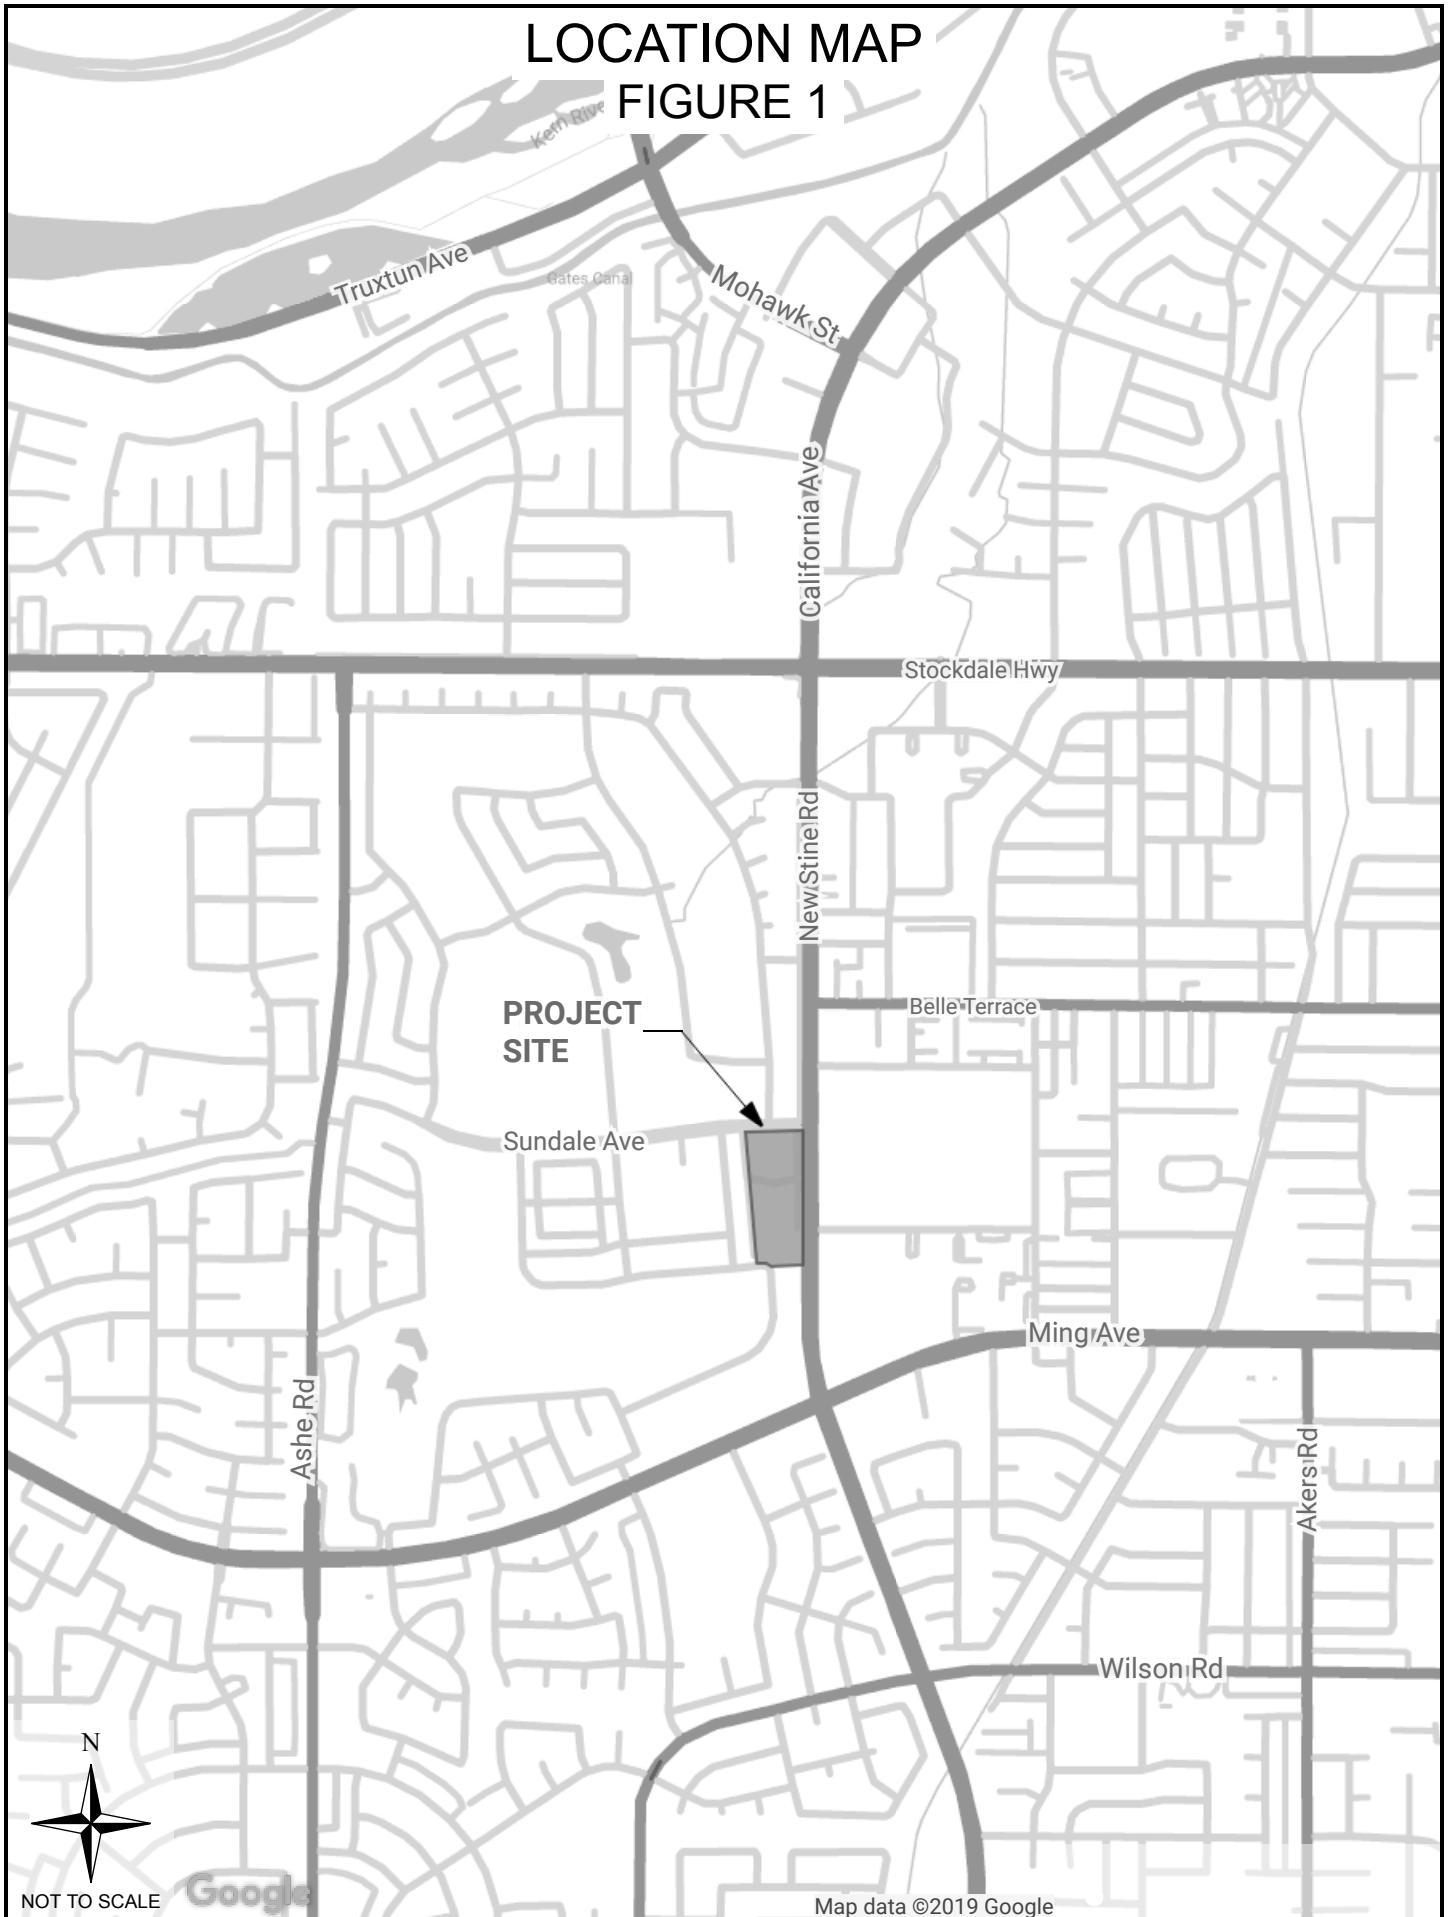 LOCATION MAP
FIGURE 1
Kern River
Truxtun Ave
Gates Canal
Mohawk St
California Ave
Stockdale Hwy
New Stine Rd
PROJECT
SITE
Belle Terrace
Sundale Ave
Ming Ave
Ashe Rd
Akers Rd
Wilson Rd
N
NOT TO SCALE
Google
Map data ©2019 Google